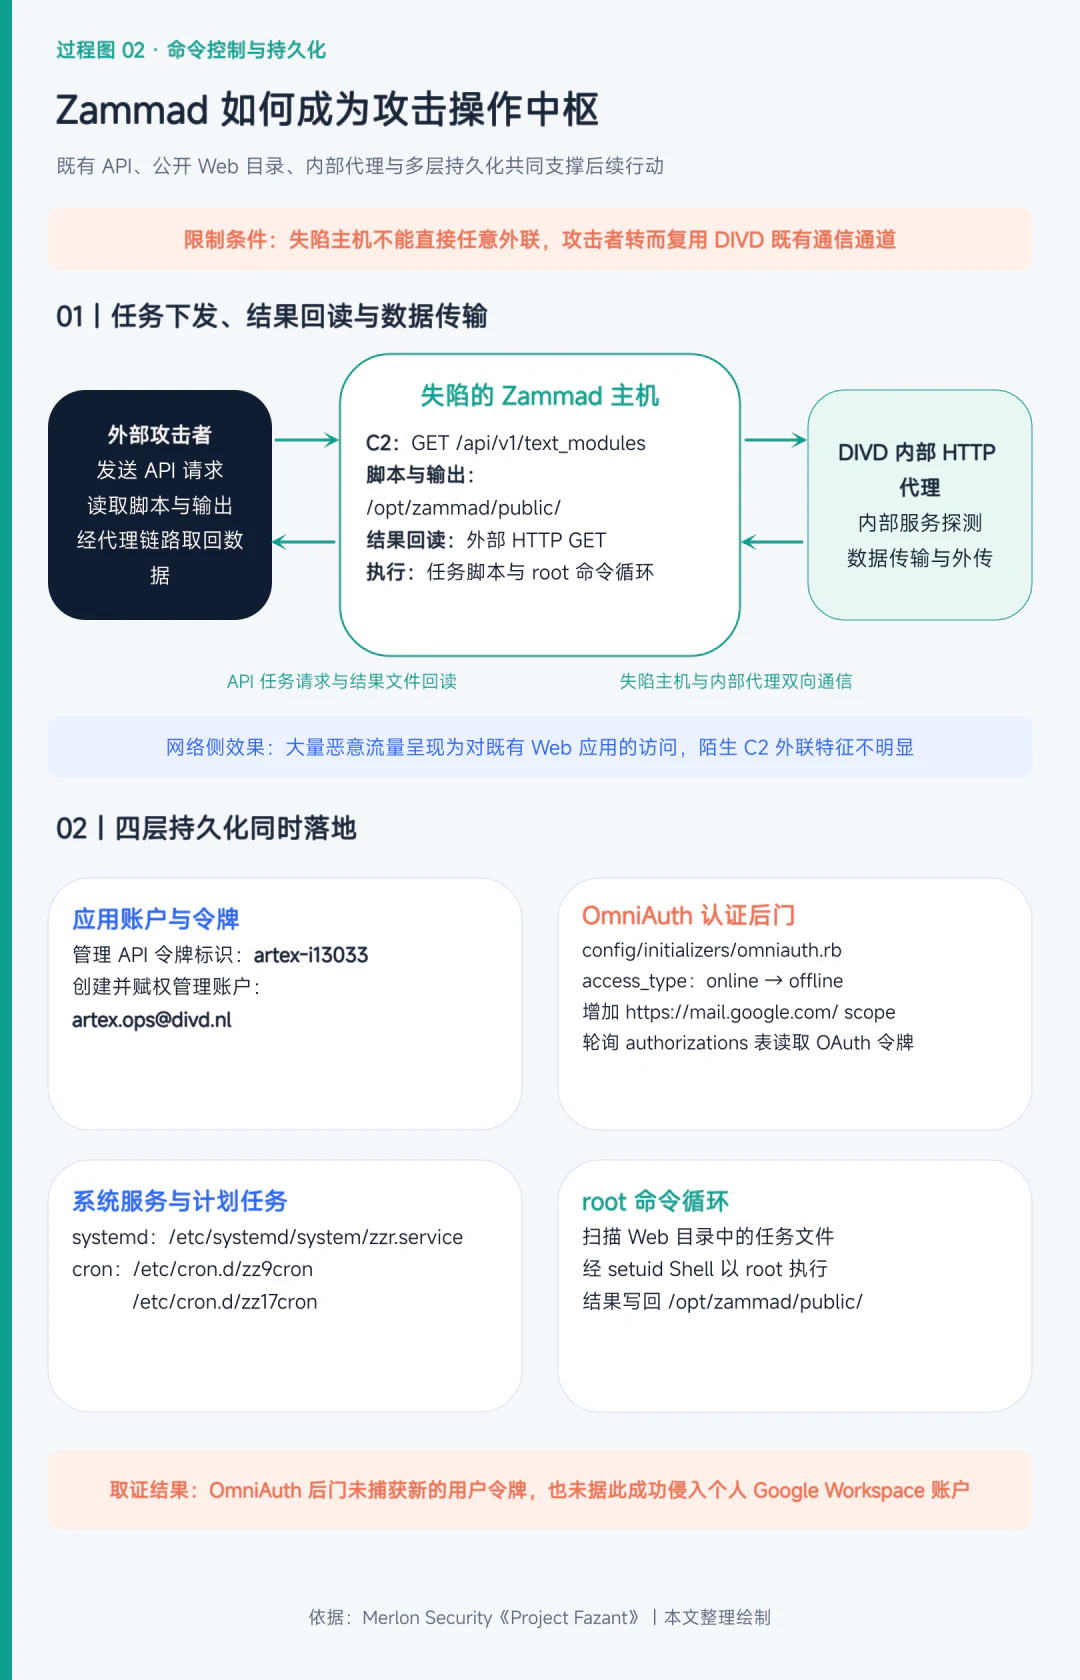 过程图 02 · 命令控制与持久化
Zammad 如何成为攻击操作中枢
既有 API、公开 Web 目录、内部代理与多层持久化共同支撑后续行动
限制条件：失陷主机不能直接任意外联，攻击者转而复用 DIVD 既有通信通道
01｜任务下发、结果回读与数据传输
外部攻击者
发送 API 请求
读取脚本与输出
经代理链路取回数
据
失陷的 Zammad 主机
C2：GET /api/v1/text_modules
脚本与输出：
/opt/zammad/public/
结果回读：外部 HTTP GET
执行：任务脚本与 root 命令循环
DIVD 内部 HTTP
代理
内部服务探测
数据传输与外传
API 任务请求与结果文件回读
失陷主机与内部代理双向通信
网络侧效果：大量恶意流量呈现为对既有 Web 应用的访问，陌生 C2 外联特征不明显
02｜四层持久化同时落地
应用账户与令牌
管理 API 令牌标识：artex-i13033
创建并赋权管理账户：
artex.ops@divd.nl
OmniAuth 认证后门
config/initializers/omniauth.rb
access_type：online → offline
增加 https://mail.google.com/ scope
轮询 authorizations 表读取 OAuth 令牌
系统服务与计划任务
systemd：/etc/systemd/system/zzr.service
cron：/etc/cron.d/zz9cron
/etc/cron.d/zz17cron
root 命令循环
扫描 Web 目录中的任务文件
经 setuid Shell 以 root 执行
结果写回 /opt/zammad/public/
取证结果：OmniAuth 后门未捕获新的用户令牌，也未据此成功侵入个人 Google Workspace 账户
依据：Merlon Security《Project Fazant》｜本文整理绘制